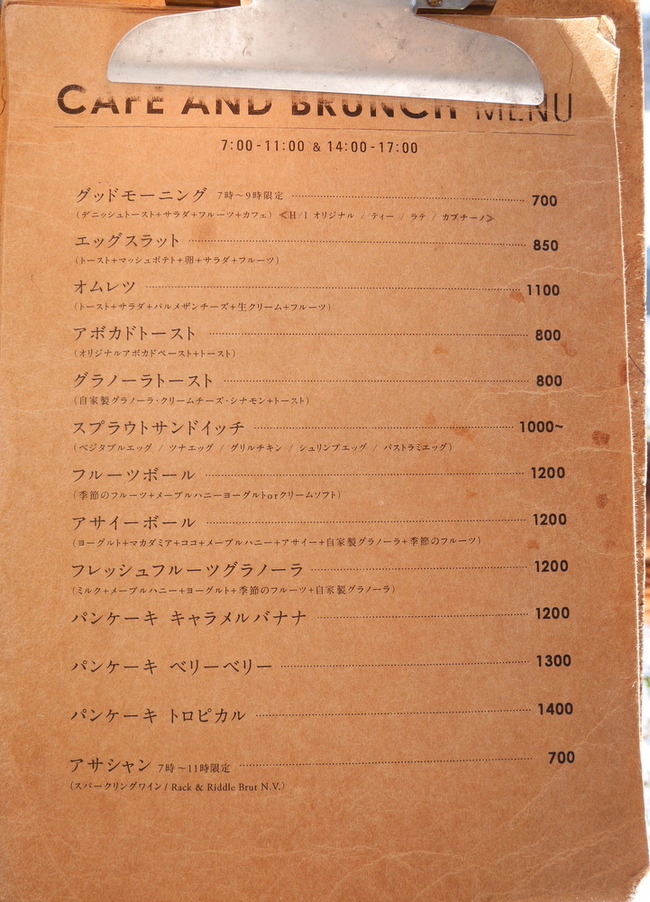 CAFE AND BRUNCH MENU
7:00-11:00 & 14:00-17:00
グッドモーニング 7時〜9時限定 700
(デニッシュトースト+サラダ+フルーツ+カフェ) ≪H/I オリジナル / ティー / ラテ / カプチーノ≫
エッグスラット 850
(トースト+マッシュポテト+卵+サラダ+フルーツ)
オムレツ 1100
(トースト+サラダ+パルメザンチーズ+生クリーム+フルーツ)
アボカドトースト 800
(オリジナルアボカドペースト+トースト)
グラノーラトースト 800
(自家製グラノーラ・クリームチーズ・シナモン+トースト)
スプラウトサンドイッチ 1000~
(ベジタブルエッグ / ツナエッグ / グリルチキン / シュリンプエッグ / パストラミエッグ)
フルーツボール 1200
(季節のフルーツ+メープルハニーヨーグルトorクリームソフト)
アサイーボール 1200
(ヨーグルト+マカダミア+ココ+メープルハニー+アサイー+自家製グラノーラ+季節のフルーツ)
フレッシュフルーツグラノーラ 1200
(ミルク+メープルハニー+ヨーグルト+季節のフルーツ+自家製グラノーラ)
パンケーキ キャラメルバナナ 1200
パンケーキ ベリーベリー 1300
パンケーキ トロピカル 1400
アサシャン 7時〜11時限定 700
(スパークリングワイン / Rack & Riddle Brut N.V.)